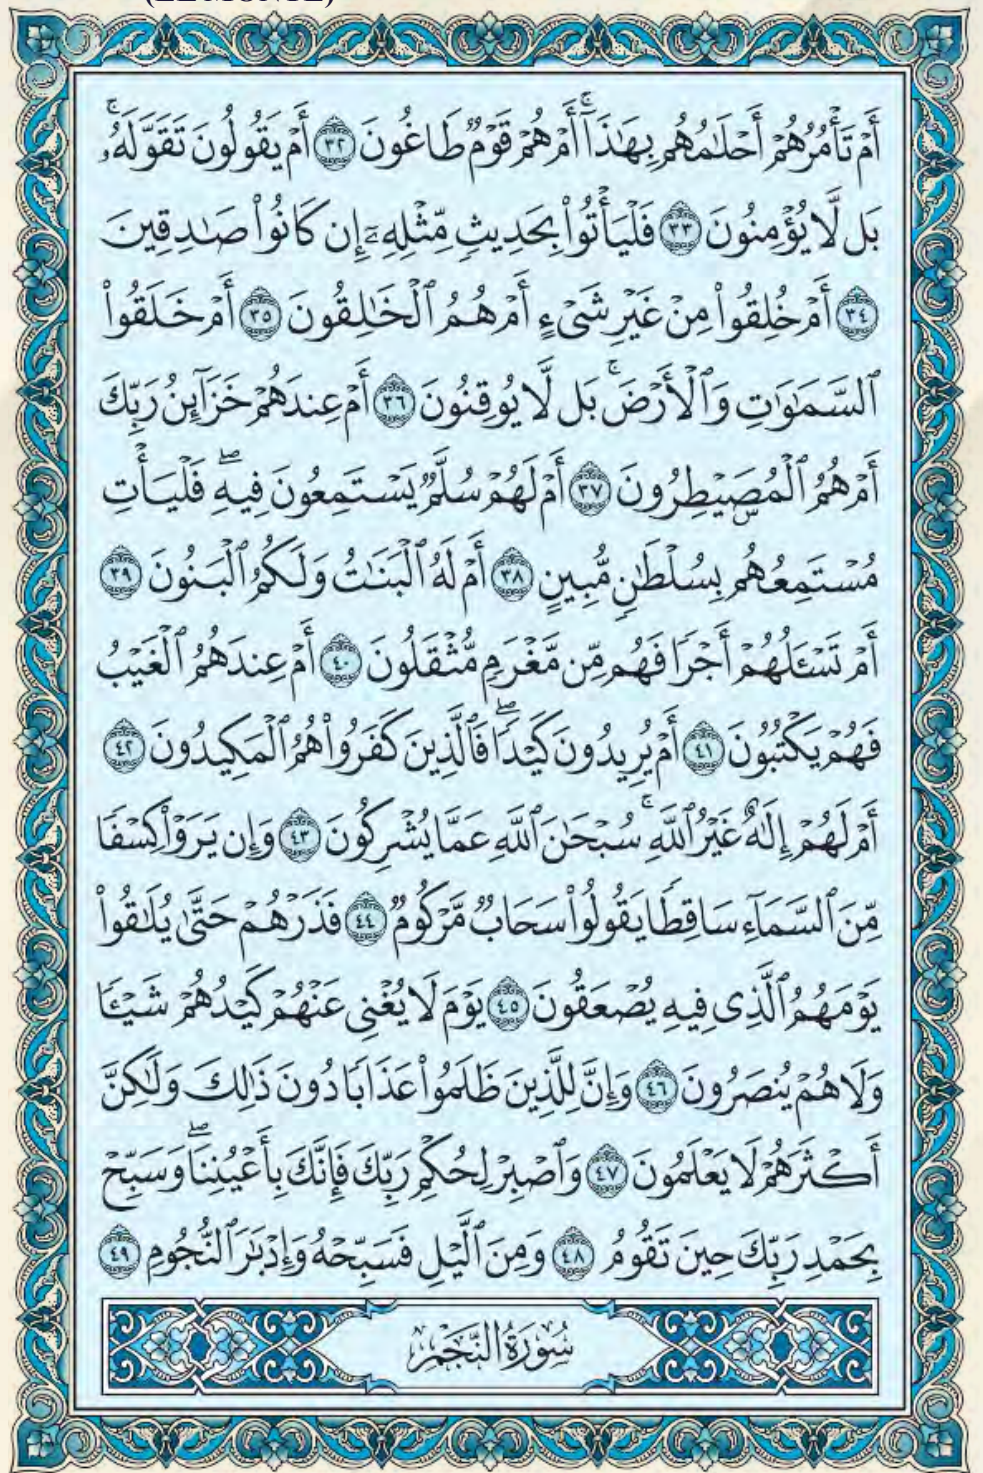 أَمْ تَأْمُرُهُمْ أَحْلَٰمُهُم بِهَٰذَآ ۚ أَمْ هُمْ قَوْمٌ طَاغُونَ ٣٢ أَمْ يَقُولُونَ تَقَوَّلَهُۥ ۚ
بَل لَّا يُؤْمِنُونَ ٣٣ فَلْيَأْتُوا۟ بِحَدِيثٍ مِّثْلِهِۦٓ إِن كَانُوا۟ صَٰدِقِينَ
٣٤ أَمْ خُلِقُوا۟ مِنْ غَيْرِ شَىْءٍ أَمْ هُمُ ٱلْخَٰلِقُونَ ٣٥ أَمْ خَلَقُوا۟
ٱلسَّمَٰوَٰتِ وَٱلْأَرْضَ ۚ بَل لَّا يُوقِنُونَ ٣٦ أَمْ عِندَهُمْ خَزَآئِنُ رَبِّكَ
أَمْ هُمُ ٱلْمُصَۣيْطِرُونَ ٣٧ أَمْ لَهُمْ سُلَّمٌ يَسْتَمِعُونَ فِيهِ ۖ فَلْيَأْتِ
مُسْتَمِعُهُم بِسُلْطَٰنٍ مُّبِينٍ ٣٨ أَمْ لَهُ ٱلْبَنَٰتُ وَلَكُمُ ٱلْبَنُونَ ٣٩
أَمْ تَسْـَٔلُهُمْ أَجْرًا فَهُم مِّن مَّغْرَمٍ مُّثْقَلُونَ ٤٠ أَمْ عِندَهُمُ ٱلْغَيْبُ
فَهُمْ يَكْتُبُونَ ٤١ أَمْ يُرِيدُونَ كَيْدًا ۖ فَٱلَّذِينَ كَفَرُوا۟ هُمُ ٱلْمَكِيدُونَ ٤٢
أَمْ لَهُمْ إِلَٰهٌ غَيْرُ ٱللَّهِ ۚ سُبْحَٰنَ ٱللَّهِ عَمَّا يُشْرِكُونَ ٤٣ وَإِن يَرَوْا۟ كِسْفًا
مِّنَ ٱلسَّمَآءِ سَاقِطًا يَقُولُوا۟ سَحَابٌ مَّرْكُومٌ ٤٤ فَذَرْهُمْ حَتَّىٰ يُلَٰقُوا۟
يَوْمَهُمُ ٱلَّذِى فِيهِ يُصْعَقُونَ ٤٥ يَوْمَ لَا يُغْنِى عَنْهُمْ كَيْدُهُمْ شَيْـًٔا
وَلَا هُمْ يُنصَرُونَ ٤٦ وَإِنَّ لِلَّذِينَ ظَلَمُوا۟ عَذَابًا دُونَ ذَٰلِكَ وَلَٰكِنَّ
أَكْثَرَهُمْ لَا يَعْلَمُونَ ٤٧ وَٱصْبِرْ لِحُكْمِ رَبِّكَ فَإِنَّكَ بِأَعْيُنِنَا ۖ وَسَبِّحْ
بِحَمْدِ رَبِّكَ حِينَ تَقُومُ ٤٨ وَمِنَ ٱلَّيْلِ فَسَبِّحْهُ وَإِدْبَٰرَ ٱلنُّجُومِ ٤٩
سُورَةُ النَّجْمِ